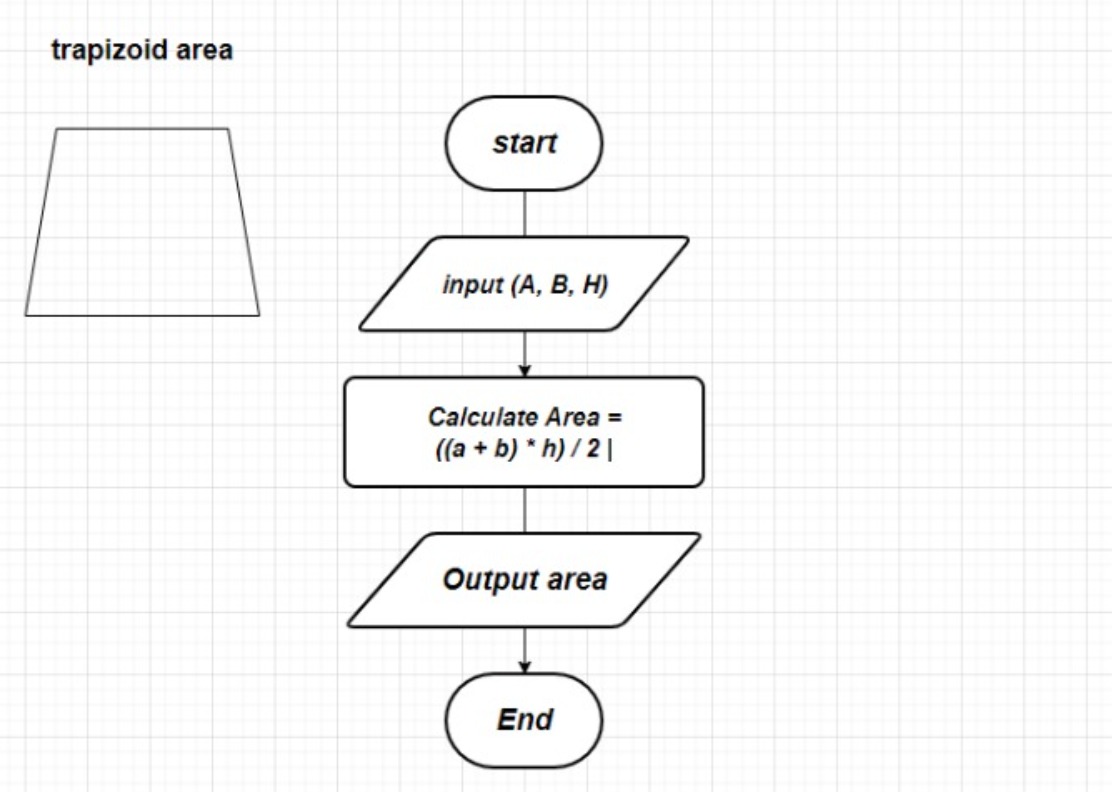 trapizoid area
start
input (A, B, H)
Calculate Area =
((a + b) * h) / 2 |
Output area
End